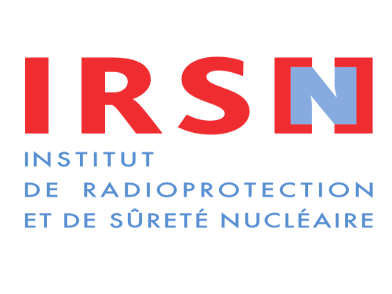 IRSN
INSTITUT
DE RADIOPROTECTION
ET DE SÛRETÉ NUCLÉAIRE